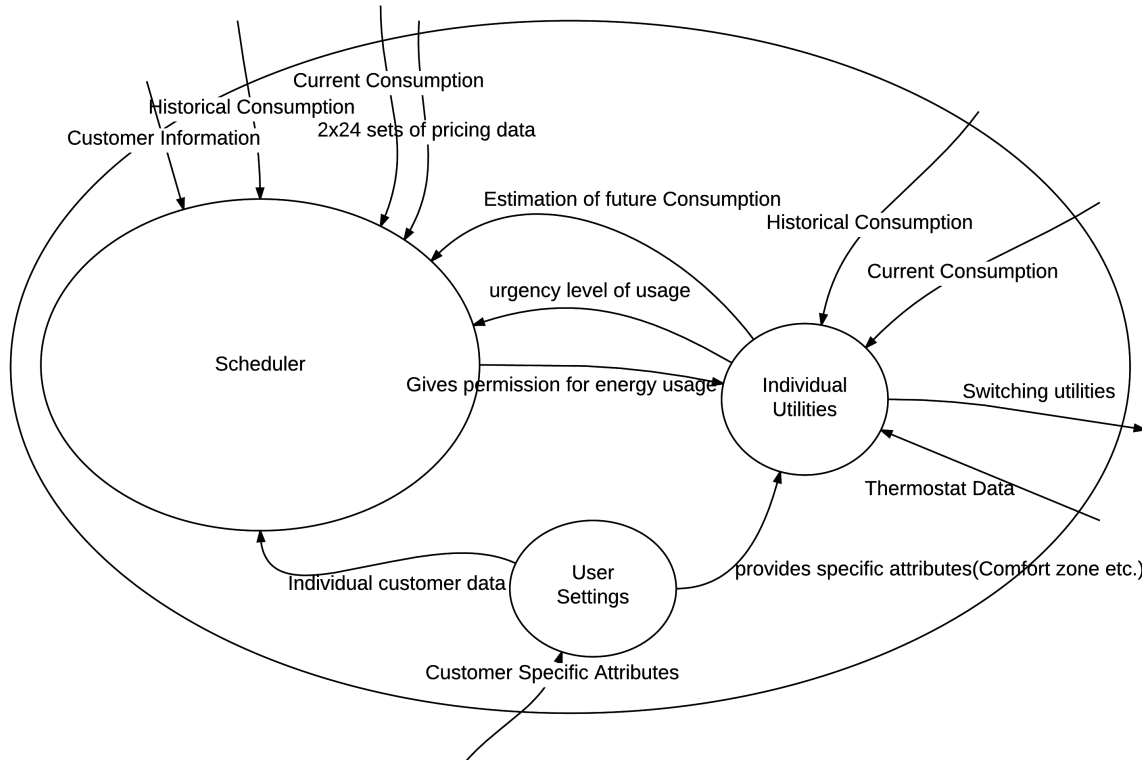 Current Consumption
Historical Consumption
2x24 sets of pricing data
Customer Information
Estimation of future Consumption
Historical Consumption
Current Consumption
urgency level of usage
Scheduler
Gives permission for energy usage
Individual
Utilities
Switching utilities
Thermostat Data
provides specific attributes(Comfort zone etc.)
User
Settings
Individual customer data
Customer Specific Attributes